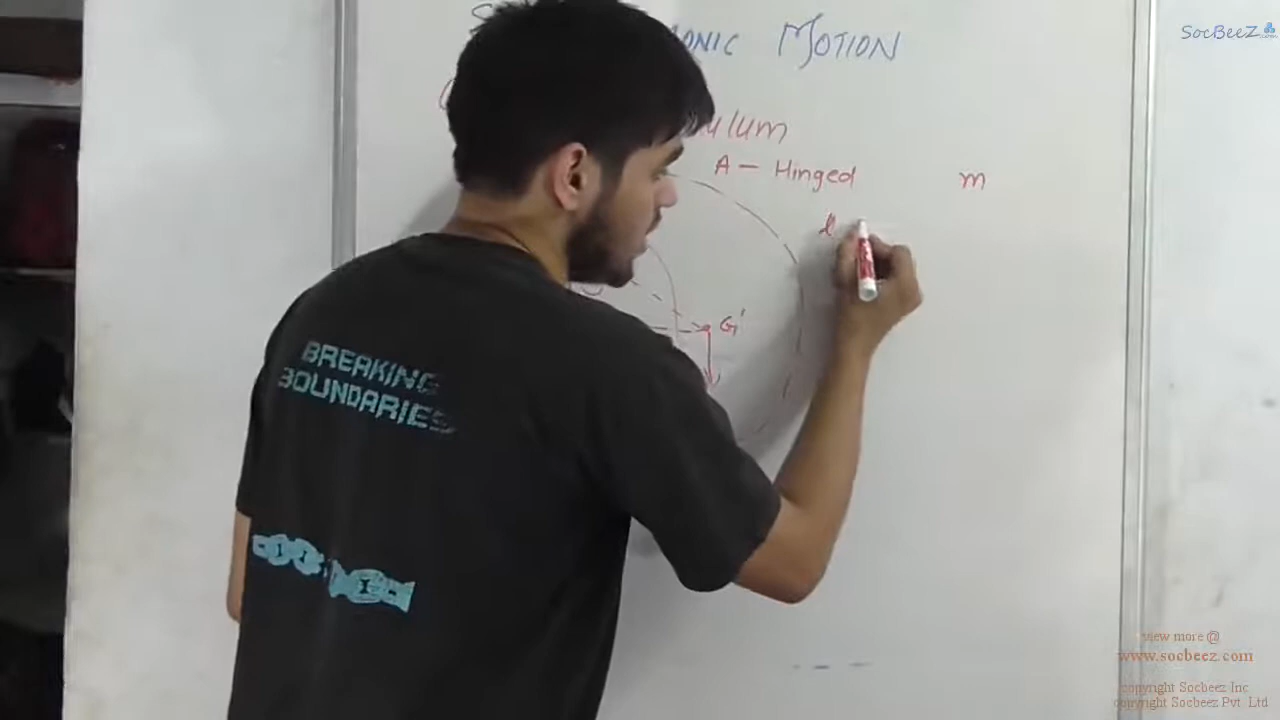 SocBeeZ
S
ONIC MOTION
ULUM
A — Hinged m
l
G'
BREAKING
BOUNDARIES
view more @
www.socbeez.com
copyright Socbeez Inc
copyright Socbeez Pvt. Ltd